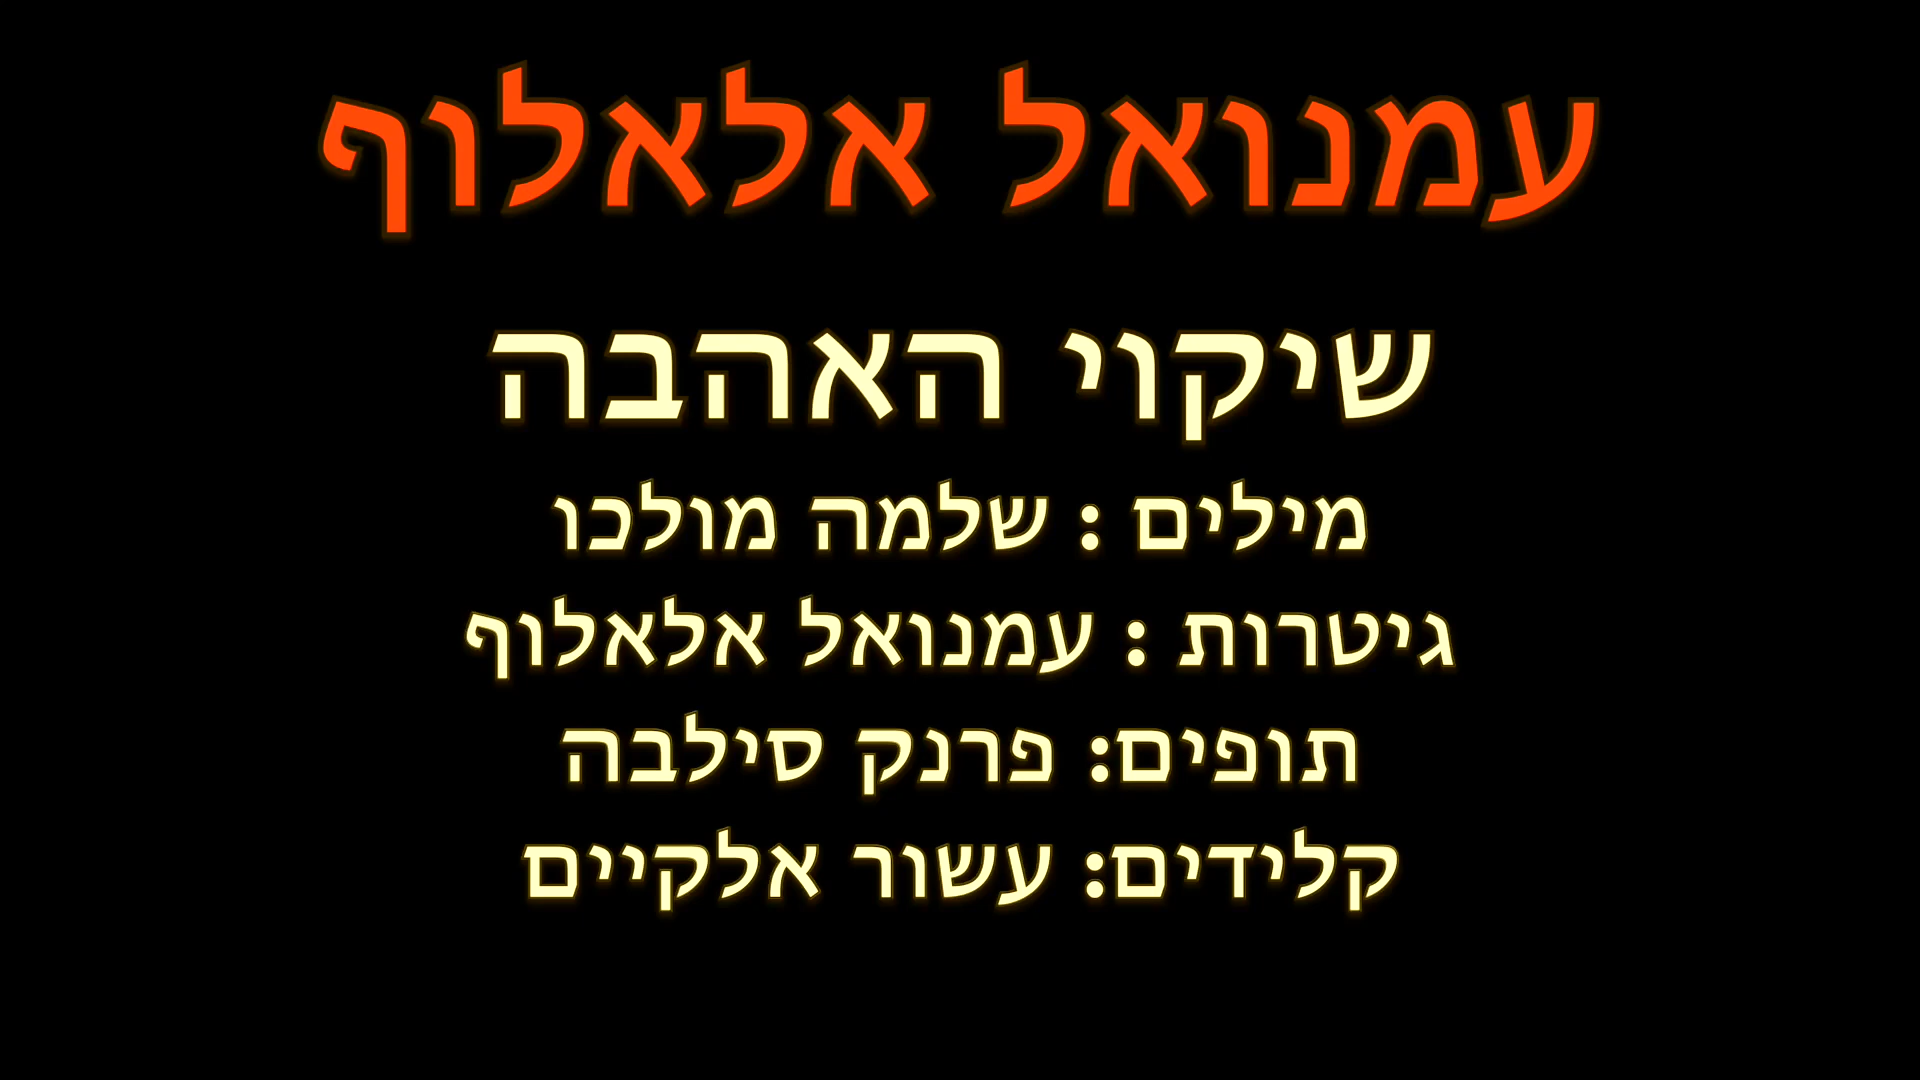 עמנואל אלאלוף
שיקוי האהבה
מילים : שלמה מולכו
גיטרות : עמנואל אלאלוף
תופים: פרנק סילבה
קלידים: עשור אלקיים